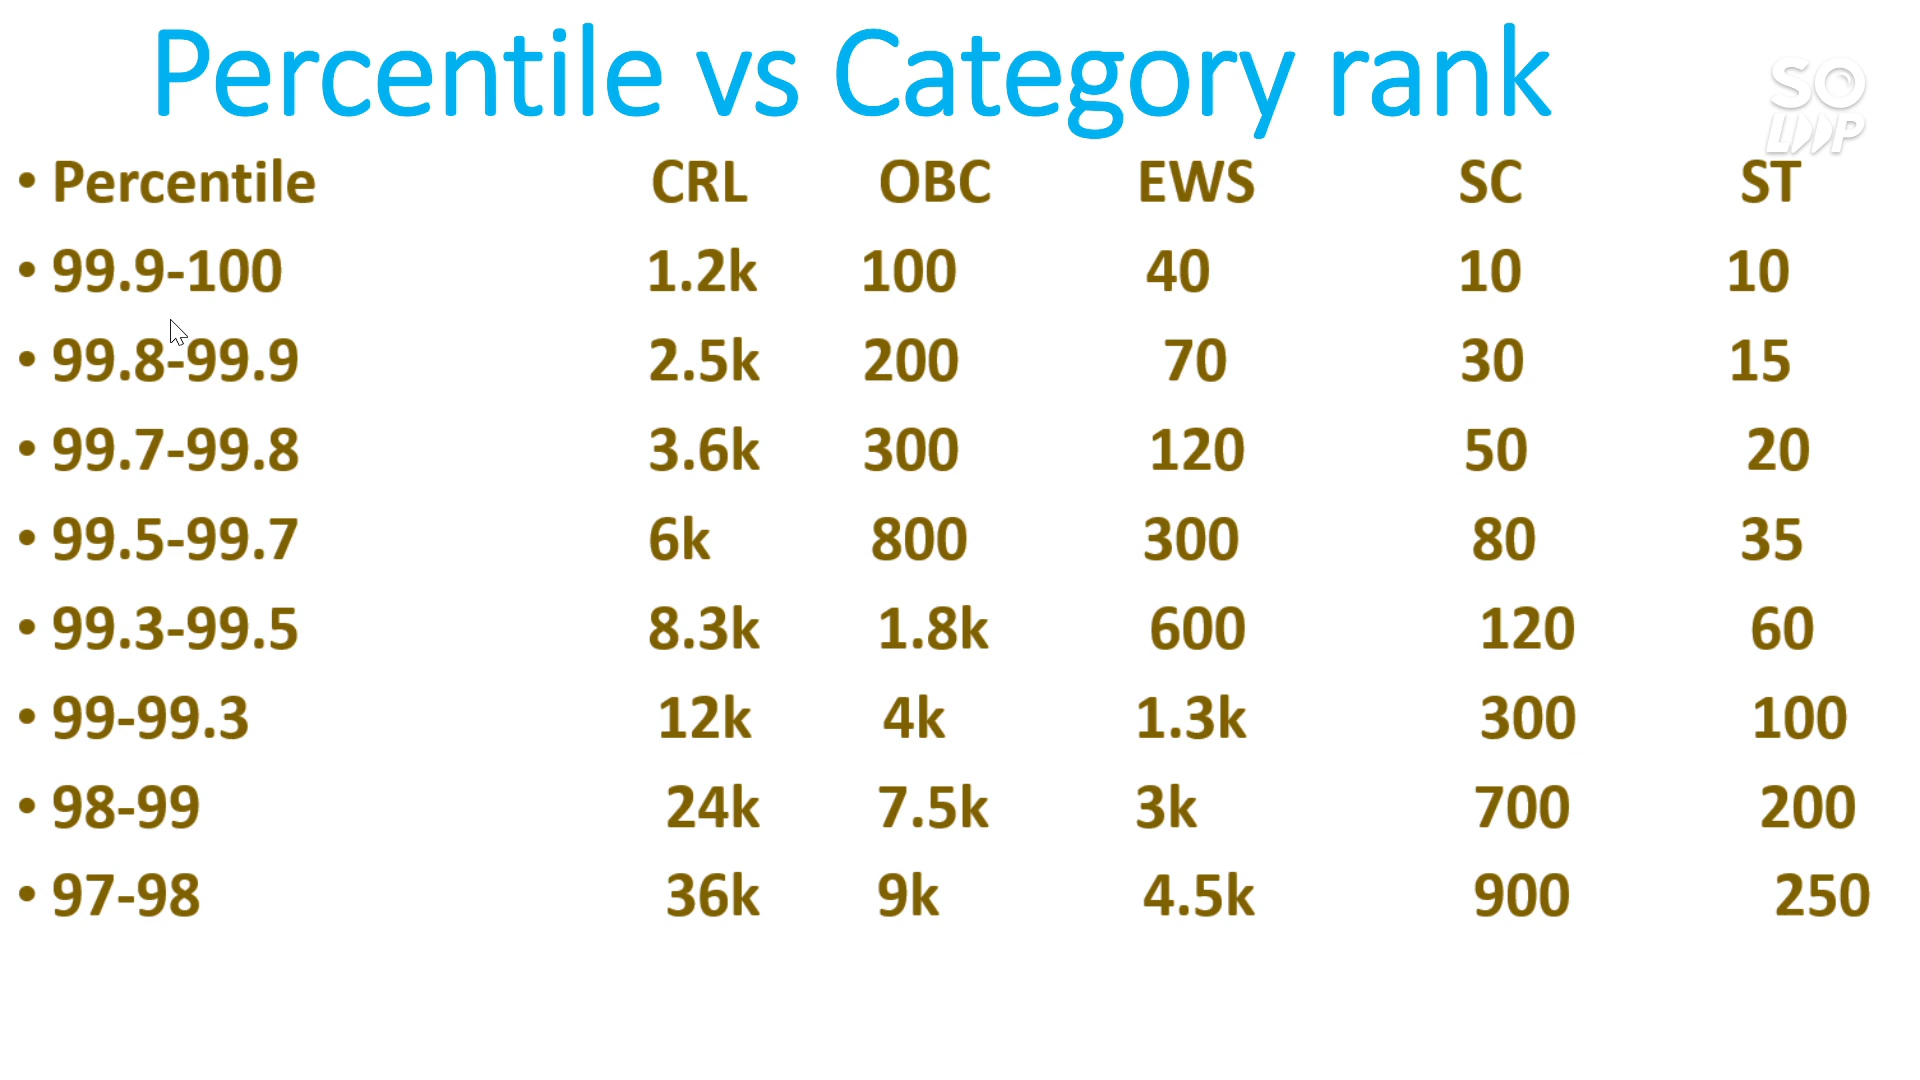 Percentile vs Category rank
SO
LOOP
• Percentile CRL OBC EWS SC ST
• 99.9-100 1.2k 100 40 10 10
• 99.8-99.9 2.5k 200 70 30 15
• 99.7-99.8 3.6k 300 120 50 20
• 99.5-99.7 6k 800 300 80 35
• 99.3-99.5 8.3k 1.8k 600 120 60
• 99-99.3 12k 4k 1.3k 300 100
• 98-99 24k 7.5k 3k 700 200
• 97-98 36k 9k 4.5k 900 250